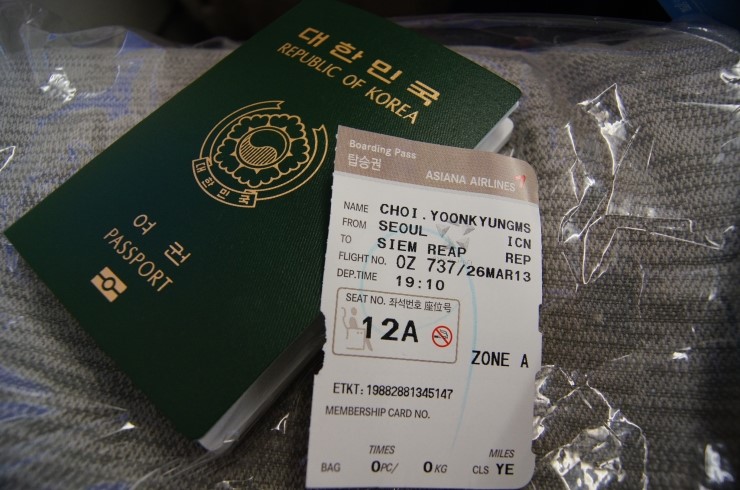 대한민국
REPUBLIC OF KOREA
대한민국
여권
PASSPORT
Boarding Pass
탑승권
ASIANA AIRLINES
NAME CHOI.YOONKYUNGMS
FROM SEOUL ICN
TO SIEM REAP REP
FLIGHT NO. OZ 737/26MAR13
DEP.TIME 19:10
SEAT NO. 좌석번호 座位号
12A
ZONE A
ETKT: 19882881345147
MEMBERSHIP CARD NO.
TIMES MILES
BAG 0PC/ 0KG CLS YE